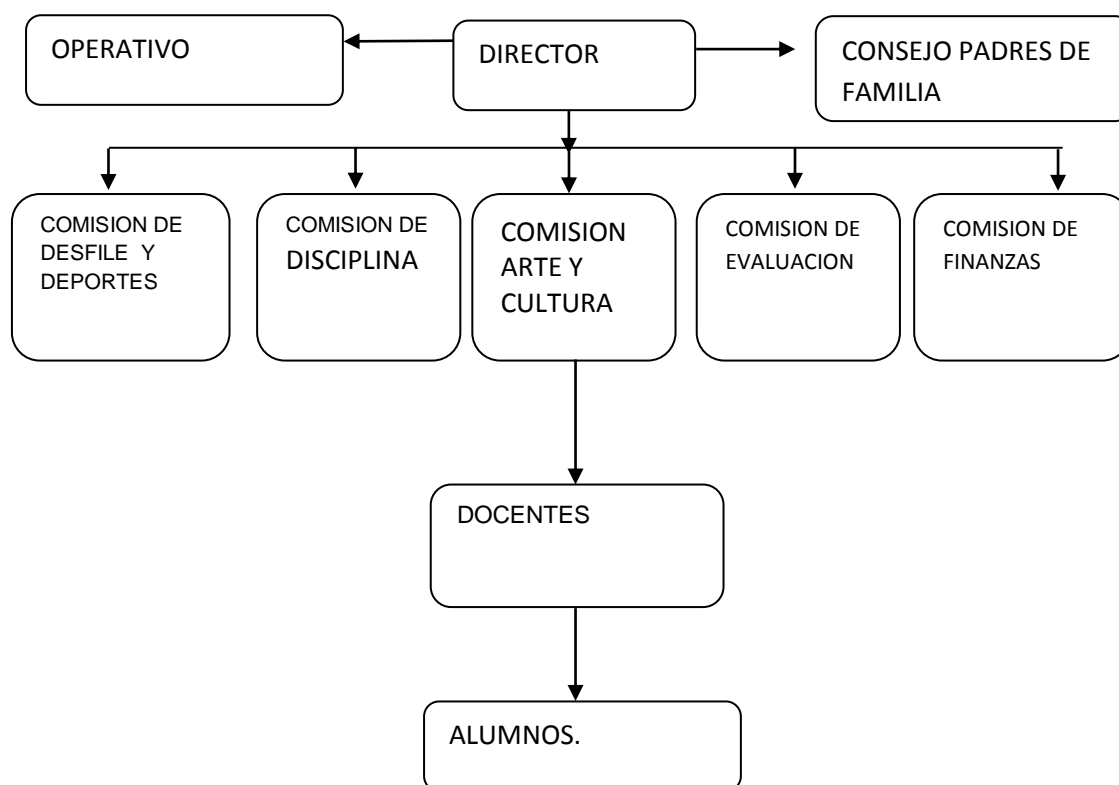 OPERATIVO
DIRECTOR
CONSEJO PADRES DE
FAMILIA
COMISION DE
DESFILE Y
DEPORTES
COMISION DE
DISCIPLINA
COMISION
ARTE Y
CULTURA
COMISION DE
EVALUACION
COMISION DE
FINANZAS
DOCENTES
ALUMNOS.